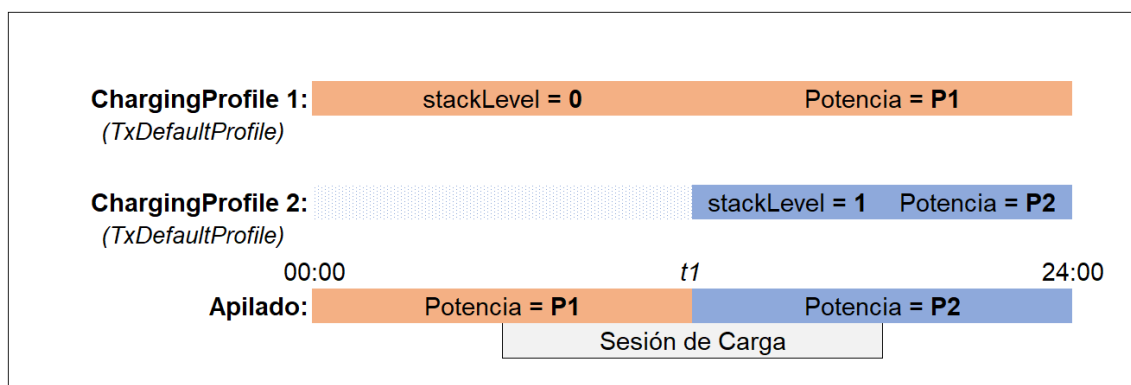 ChargingProfile 1: stackLevel = 0 Potencia = P1
(TxDefaultProfile)
ChargingProfile 2: stackLevel = 1 Potencia = P2
(TxDefaultProfile)
00:00 t1 24:00
Apilado: Potencia = P1 Potencia = P2
Sesión de Carga